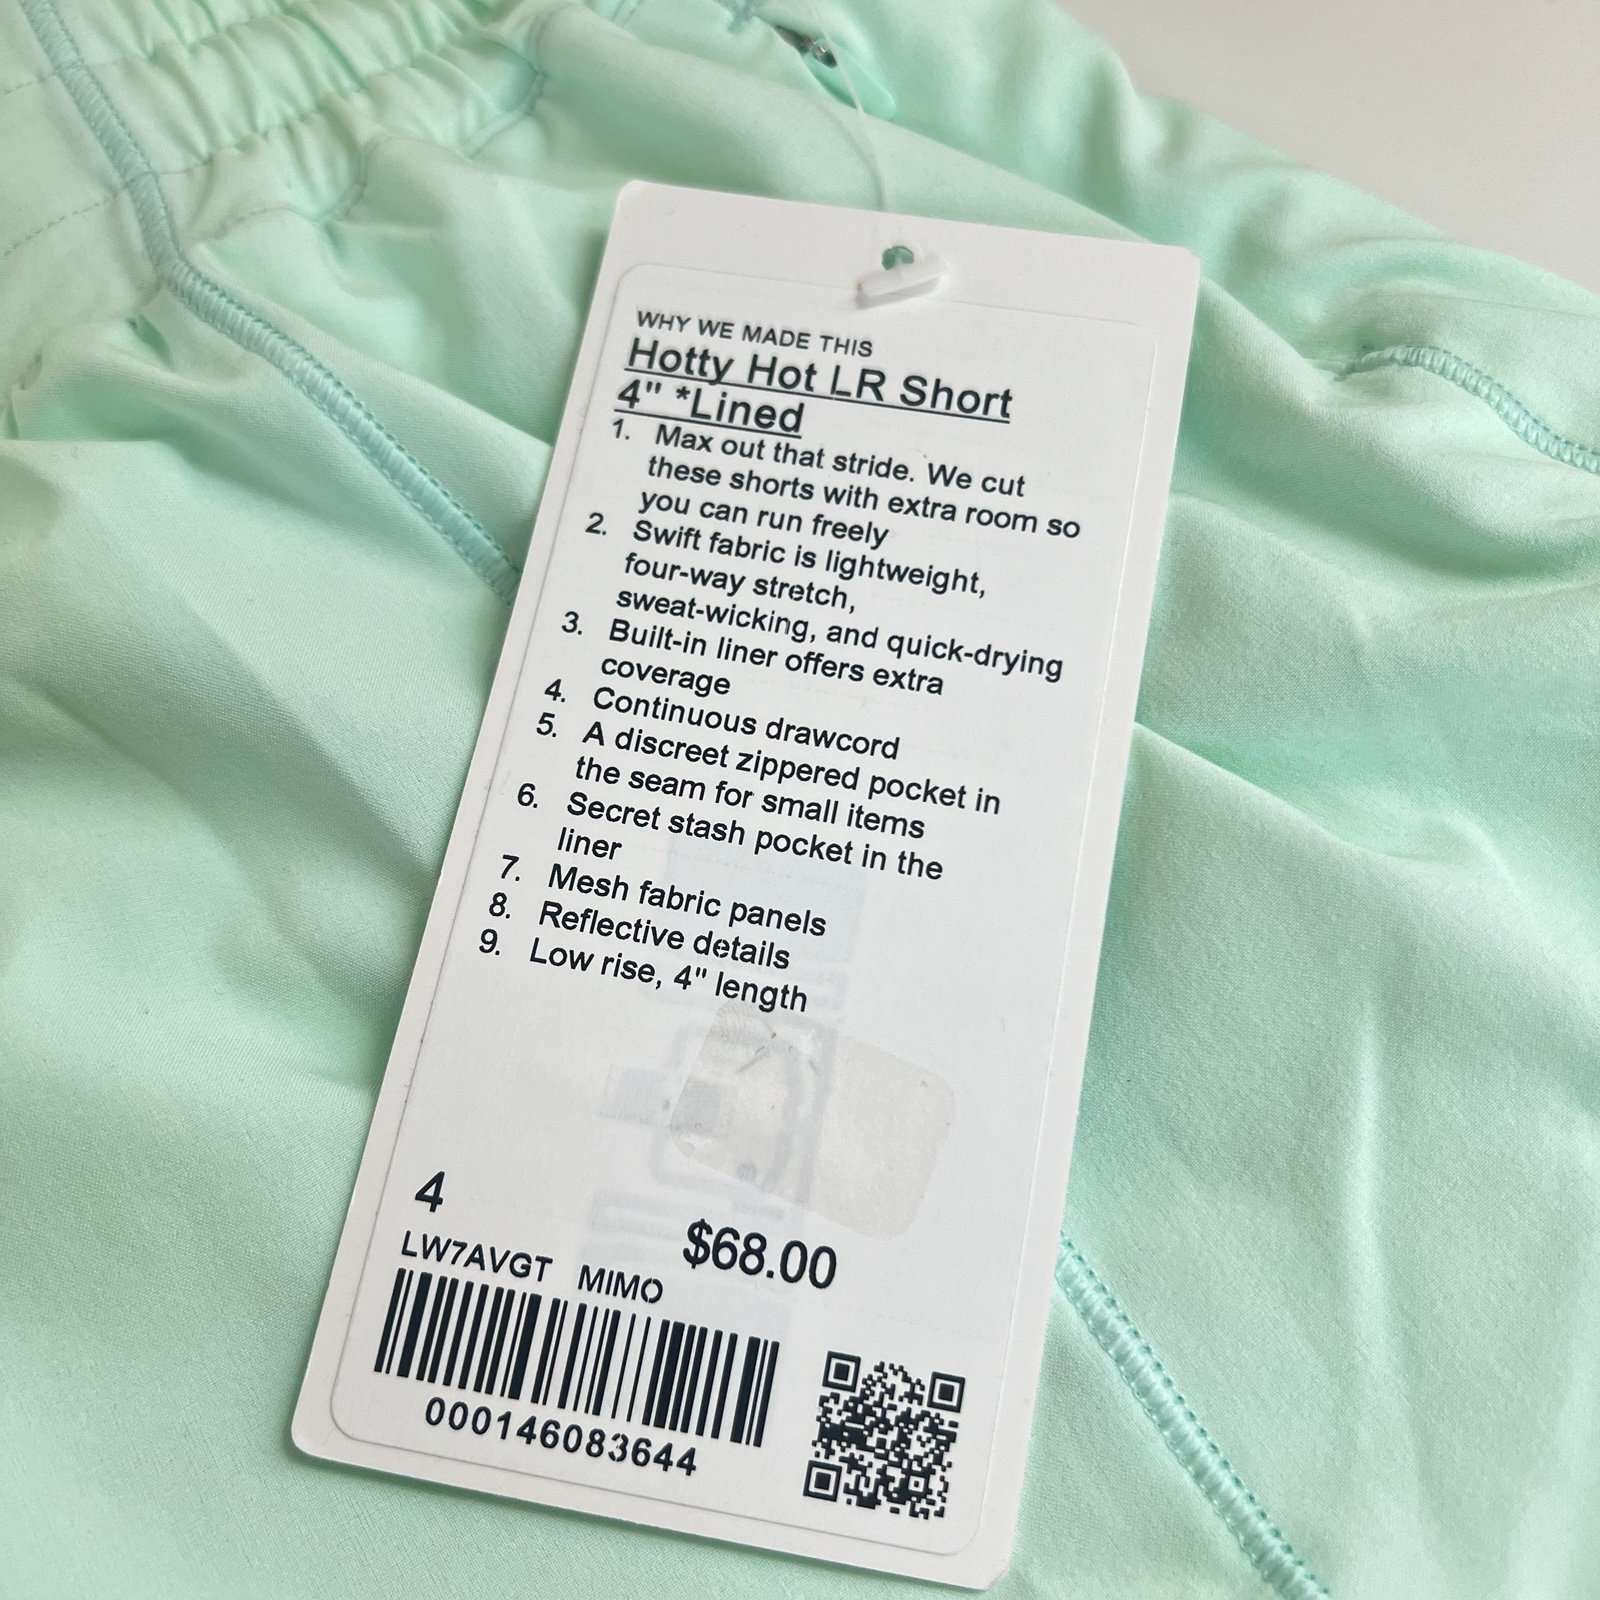 WHY WE MADE THIS
Hotty Hot LR Short
4" *Lined
1. Max out that stride. We cut
these shorts with extra room so
you can run freely
2. Swift fabric is lightweight,
four-way stretch,
sweat-wicking, and quick-drying
3. Built-in liner offers extra
coverage
4. Continuous drawcord
5. A discreet zippered pocket in
the seam for small items
6. Secret stash pocket in the
liner
7. Mesh fabric panels
8. Reflective details
9. Low rise, 4" length
4
$68.00
LW7AVGT MIMO
000146083644